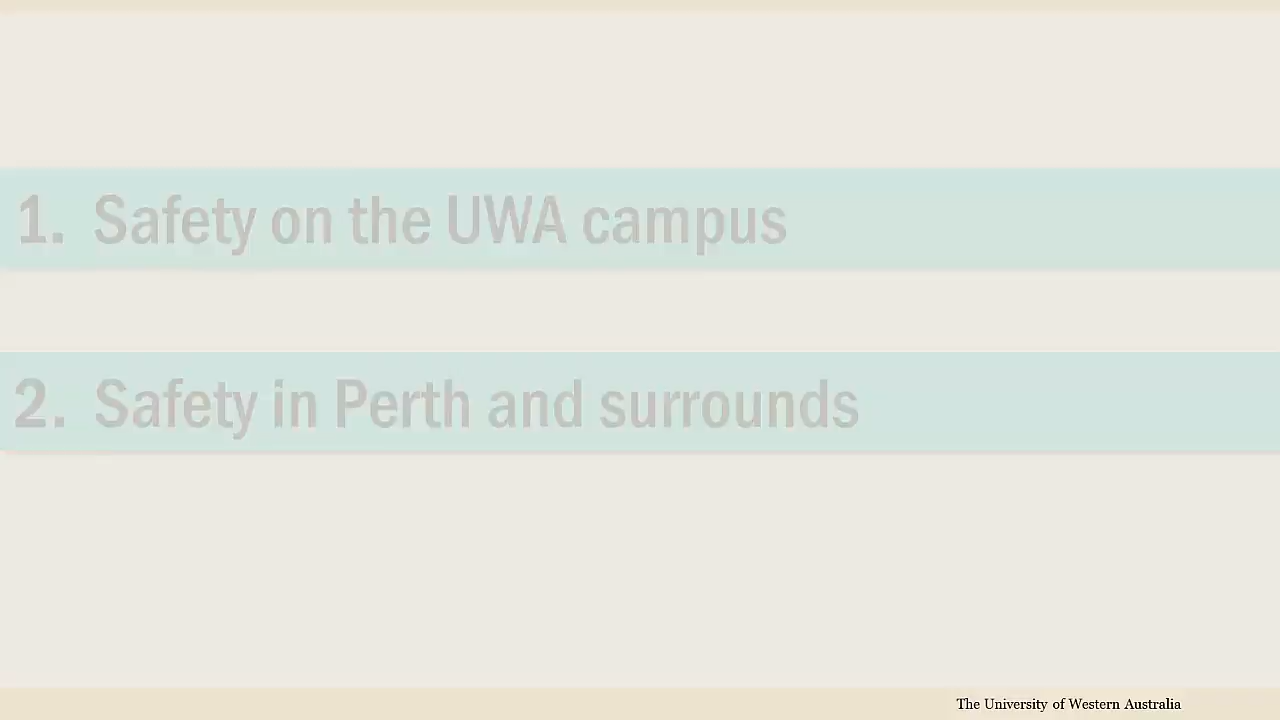 1. Safety on the UWA campus
2. Safety in Perth and surrounds
The University of Western Australia